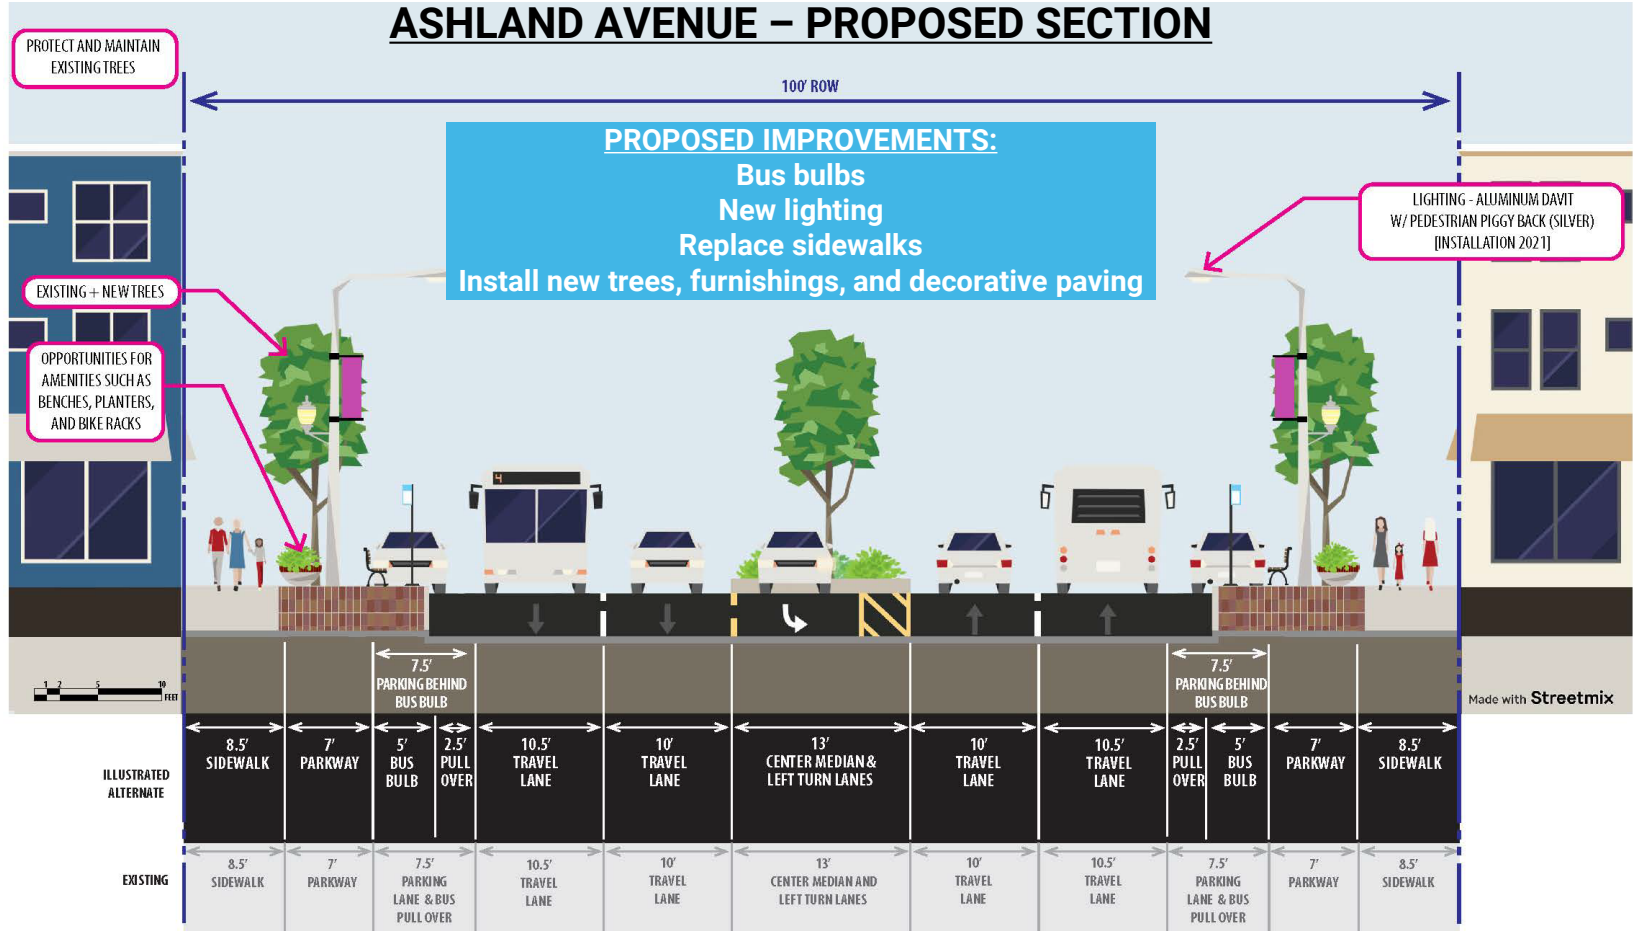 ASHLAND AVENUE – PROPOSED SECTION
PROTECT AND MAINTAIN
EXISTING TREES
100' ROW
PROPOSED IMPROVEMENTS:
Bus bulbs
New lighting
Replace sidewalks
Install new trees, furnishings, and decorative paving
LIGHTING - ALUMINUM DAVIT
W/ PEDESTRIAN PIGGY BACK (SILVER)
[INSTALLATION 2021]
EXISTING + NEW TREES
OPPORTUNITIES FOR
AMENITIES SUCH AS
BENCHES, PLANTERS,
AND BIKE RACKS
4
1 2 5 10
FEET
7.5'
PARKING BEHIND
BUS BULB
7.5'
PARKING BEHIND
BUS BULB
Made with Streetmix
ILLUSTRATED
ALTERNATE
8.5'
SIDEWALK
7'
PARKWAY
5'
BUS
BULB
2.5'
PULL
OVER
10.5'
TRAVEL
LANE
10'
TRAVEL
LANE
13'
CENTER MEDIAN &
LEFT TURN LANES
10'
TRAVEL
LANE
10.5'
TRAVEL
LANE
2.5'
PULL
OVER
5'
BUS
BULB
7'
PARKWAY
8.5'
SIDEWALK
EXISTING
8.5'
SIDEWALK
7'
PARKWAY
7.5'
PARKING
LANE & BUS
PULL OVER
10.5'
TRAVEL
LANE
10'
TRAVEL
LANE
13'
CENTER MEDIAN AND
LEFT TURN LANES
10'
TRAVEL
LANE
10.5'
TRAVEL
LANE
7.5'
PARKING
LANE & BUS
PULL OVER
7'
PARKWAY
8.5'
SIDEWALK